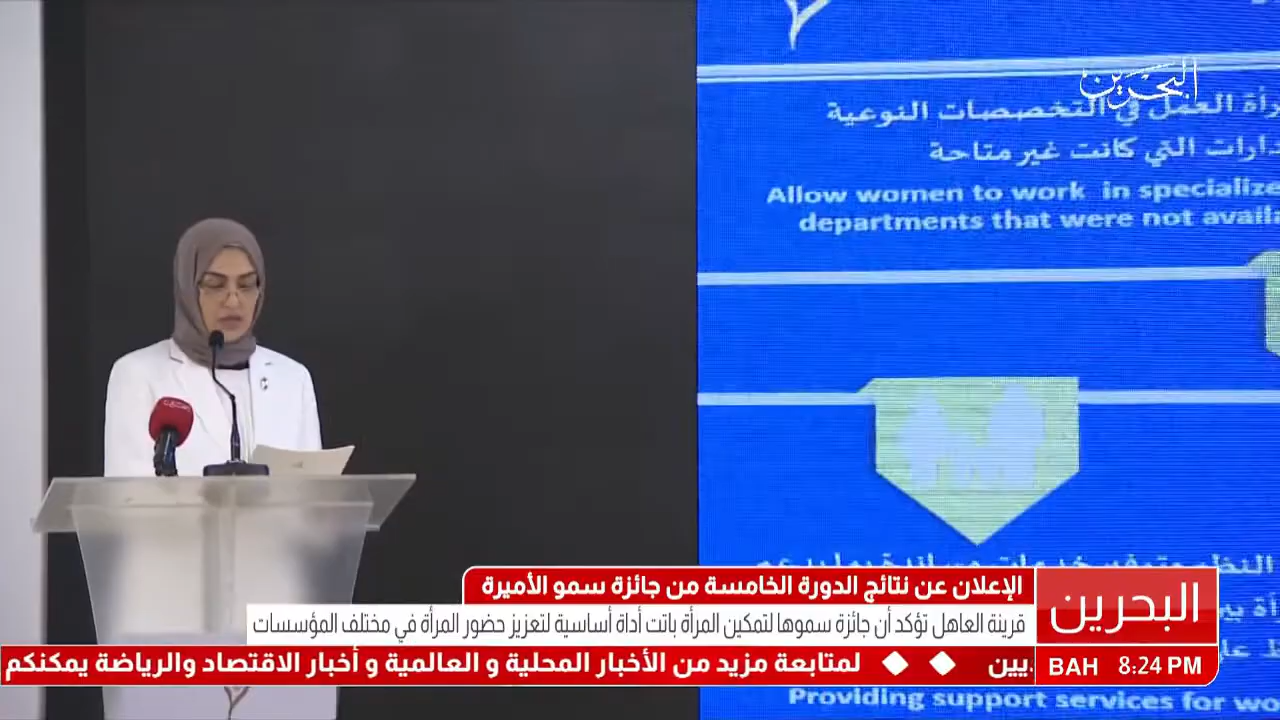 البحرين
رأة العمل في التخصصات النوعية
دارات التي كانت غير متاحة
Allow women to work in specialize
departments that were not avail
الإعلان عن نتائج الدورة الخامسة من جائزة سمو الأميرة
قرينة العاهل تؤكد أن جائزة سموها لتمكين المرأة باتت أداة أساسية لتعزيز حضور المرأة في مختلف المؤسسات
البحرين
ديين ◆ ◆ لمتابعة مزيد من الأخبار المحلية و العالمية و أخبار الاقتصاد والرياضة يمكنكم
BAH 8:24 PM
Providing support services for wo